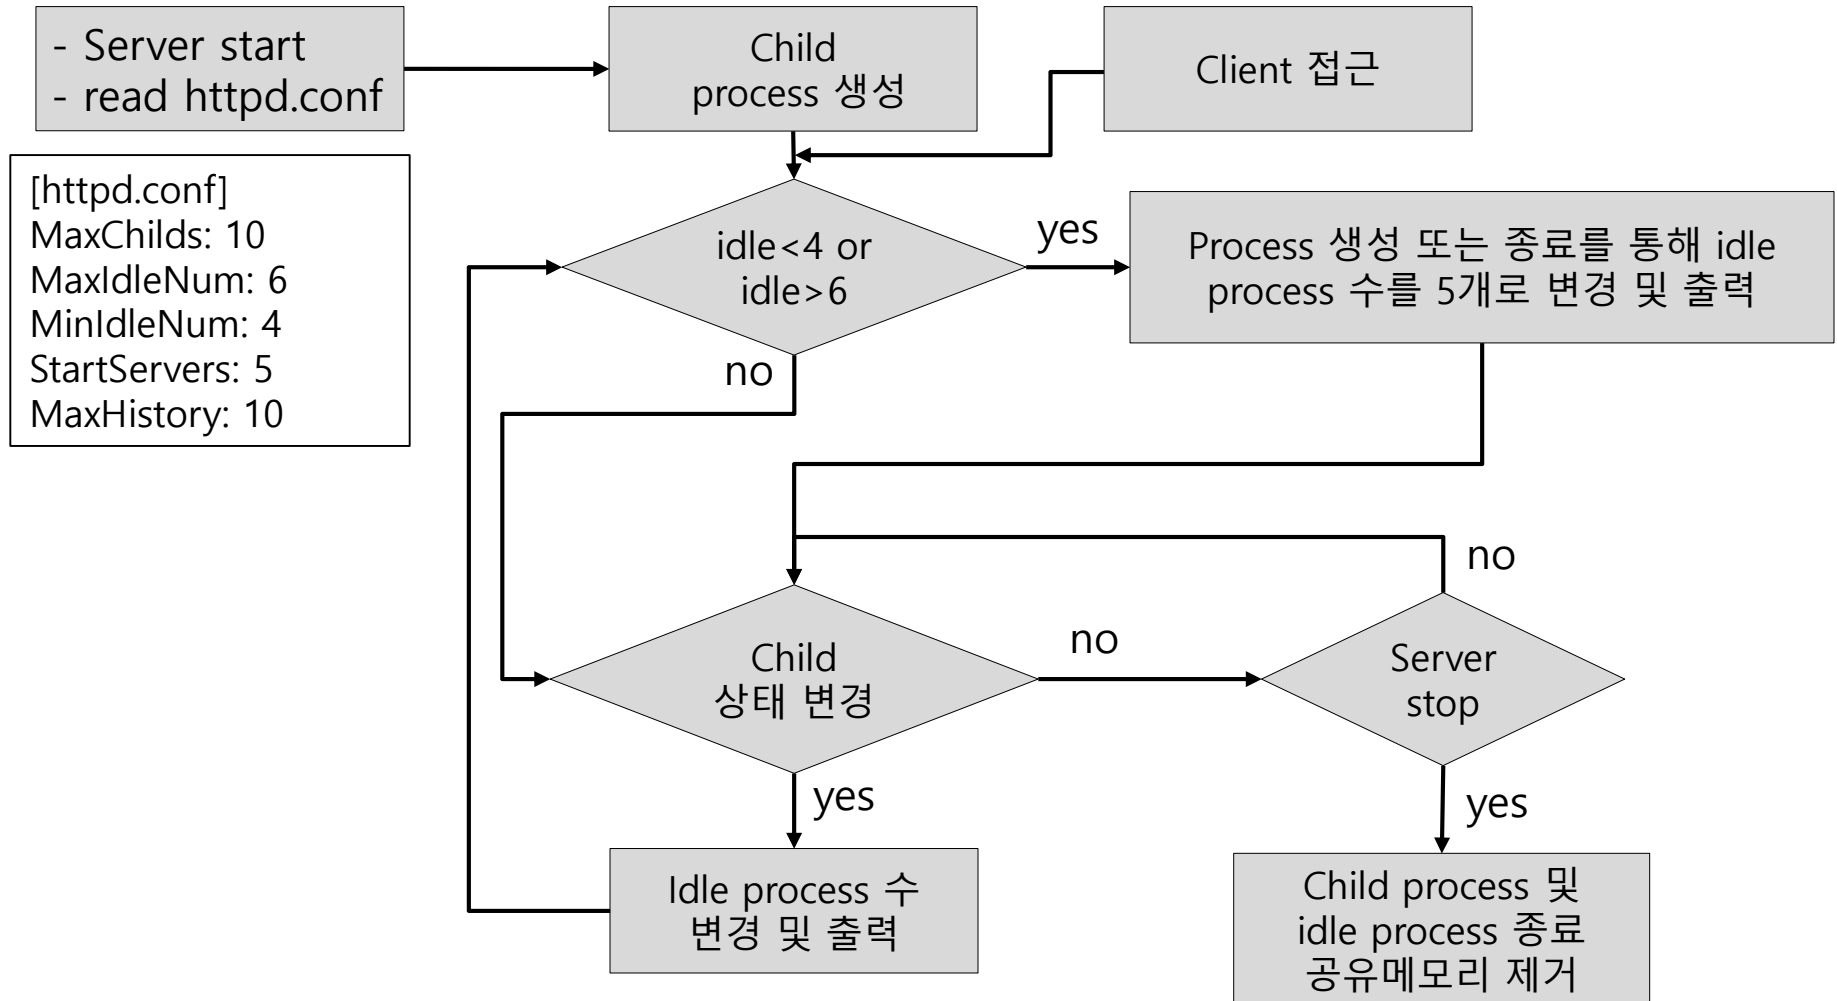 - Server start
- read httpd.conf
Child
process 생성
Client 접근
[httpd.conf]
MaxChilds: 10
MaxIdleNum: 6
MinIdleNum: 4
StartServers: 5
MaxHistory: 10
idle<4 or
idle>6
yes
Process 생성 또는 종료를 통해 idle
process 수를 5개로 변경 및 출력
no
no
Child
상태 변경
no
Server
stop
yes
yes
Idle process 수
변경 및 출력
Child process 및
idle process 종료
공유메모리 제거